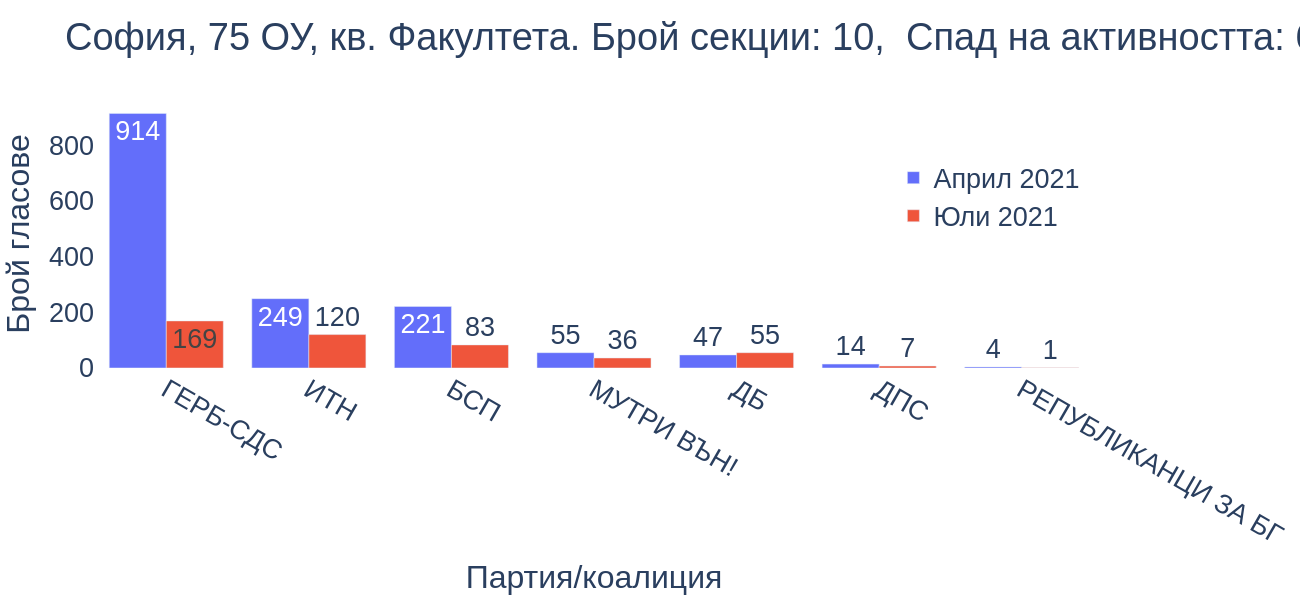 София, 75 ОУ, кв. Факултета. Брой секции: 10,  Спад на активността:
Брой гласове
800
600
400
200
0
914
169
249
120
221
83
55
36
47
55
14
7
4
1
Април 2021
Юли 2021
ГЕРБ-СДС
ИТН
БСП
МУТРИ ВЪН!
ДБ
ДПС
РЕПУБЛИКАНЦИ ЗА БГ
Партия/коалиция